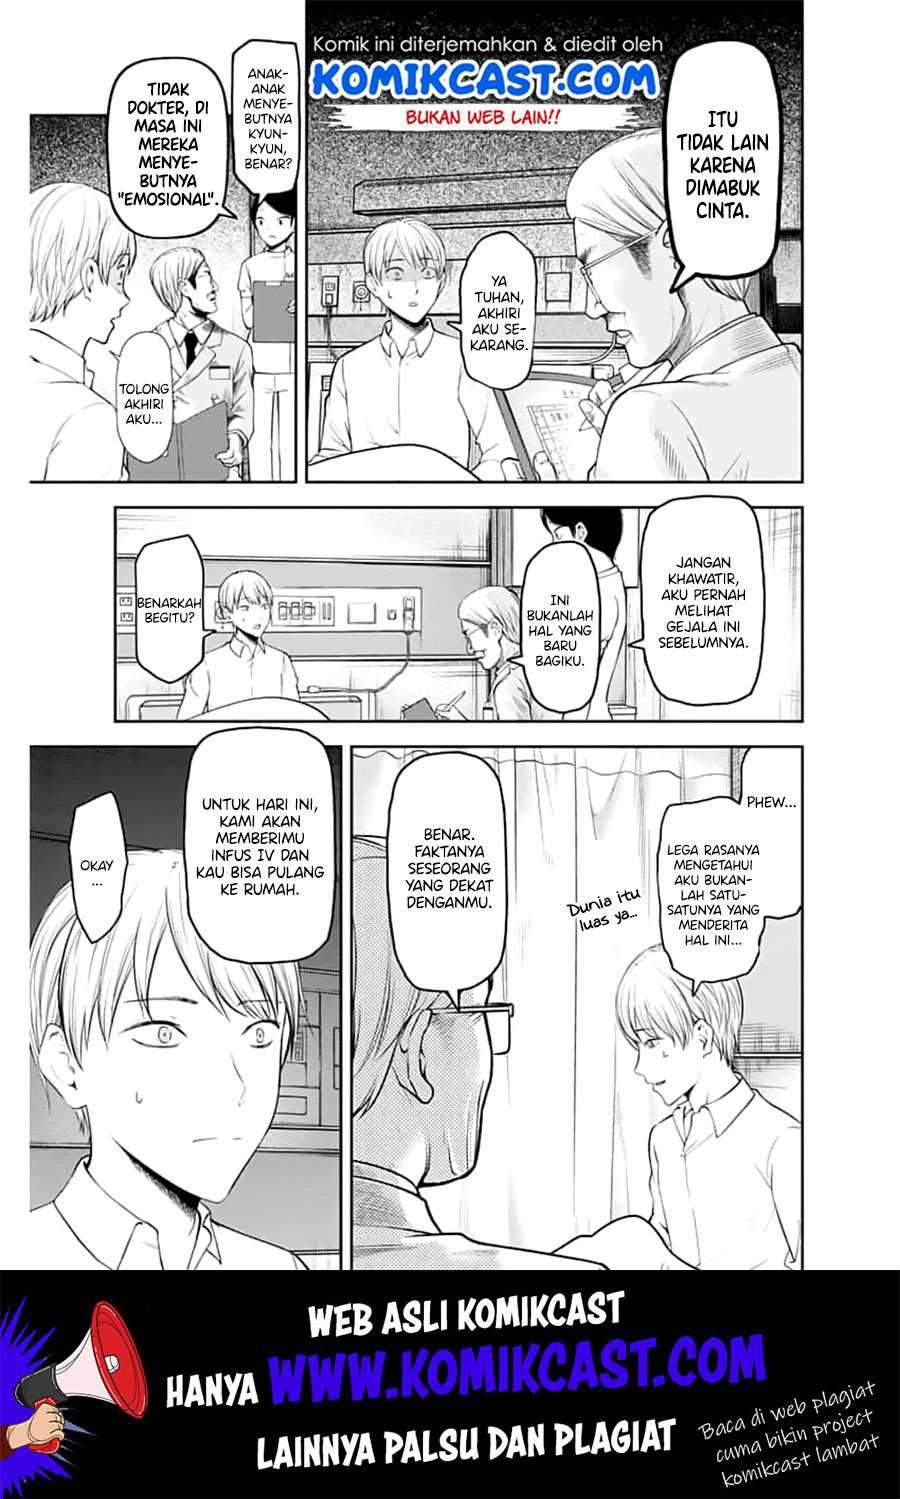 Komik ini diterjemahkan & diedit oleh
KOMIKCAST.COM
BUKAN WEB LAIN!!
ITU
TIDAK LAIN
KARENA
DIMABUK
CINTA.
YA
TUHAN,
AKHIRI
AKU SE-
KARANG.
ANAK-
ANAK
MENYE-
BUTNYA
KYUN-
KYUN,
BENAR?
TIDAK
DOKTER, DI
MASA INI
MEREKA
MENYE-
BUTNYA
"EMOSIONAL".
TOLONG
AKHIRI
AKU...
JANGAN
KHAWATIR,
AKU PERNAH
MELIHAT
GEJALA INI
SEBELUMNYA.
INI
BUKANLAH
HAL YANG
BARU
BAGIKU.
BENARKAH
BEGITU?
PHEW...
LEGA RASANYA
MENGETAHUI
AKU BUKAN-
LAH SATU-
SATUNYA YANG
MENDERITA
HAL INI...
Dunia itu
luas ya...
BENAR.
FAKTANYA
SESEORANG
YANG DEKAT
DENGANMU.
UNTUK HARI INI,
KAMI AKAN
MEMBERIMU
INFUS IV DAN
KAU BISA PULANG
KE RUMAH.
OKAY
...
WEB ASLI KOMIKCAST
HANYA WWW.KOMIKCAST.COM
LAINNYA PALSU DAN PLAGIAT
Baca di web plagiat
cuma bikin project
komikcast lambat